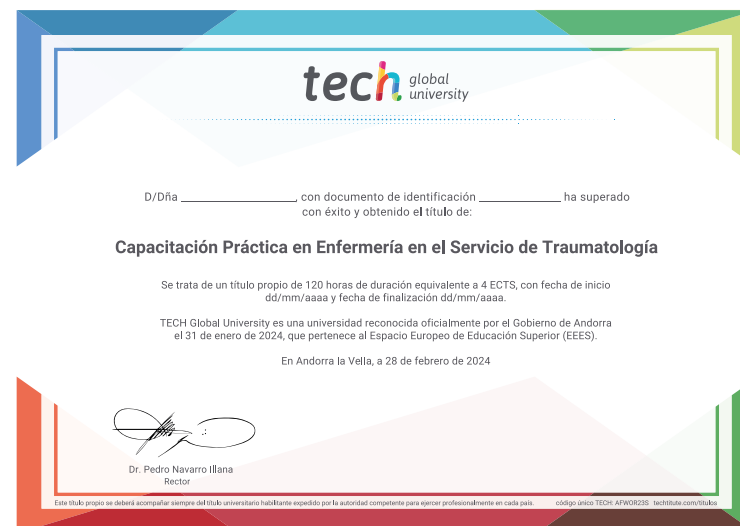 tech global university
D/Dña ______________, con documento de identificación __________ ha superado
con éxito y obtenido el título de:
Capacitación Práctica en Enfermería en el Servicio de Traumatología
Se trata de un título propio de 120 horas de duración equivalente a 4 ECTS, con fecha de inicio
dd/mm/aaaa y fecha de finalización dd/mm/aaaa.
TECH Global University es una universidad reconocida oficialmente por el Gobierno de Andorra
el 31 de enero de 2024, que pertenece al Espacio Europeo de Educación Superior (EEES).
En Andorra la Vella, a 28 de febrero de 2024
Dr. Pedro Navarro Illana
Rector
Este título propio se deberá acompañar siempre del título universitario habilitante expedido por la autoridad competente para ejercer profesionalmente en cada país. código único TECH: AFWOR23S techtitute.com/titulos